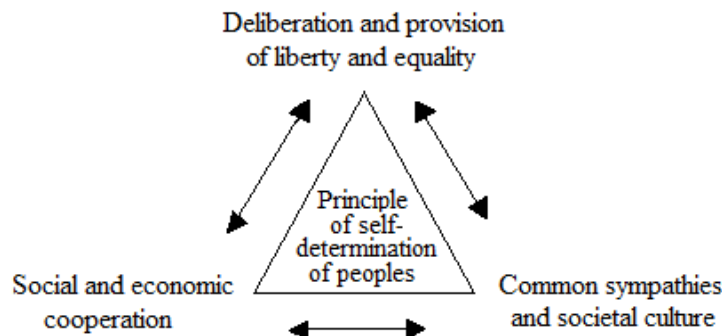 Deliberation and provision
of liberty and equality
Principle
of self-
determination
of peoples
Social and economic
cooperation
Common sympathies
and societal culture